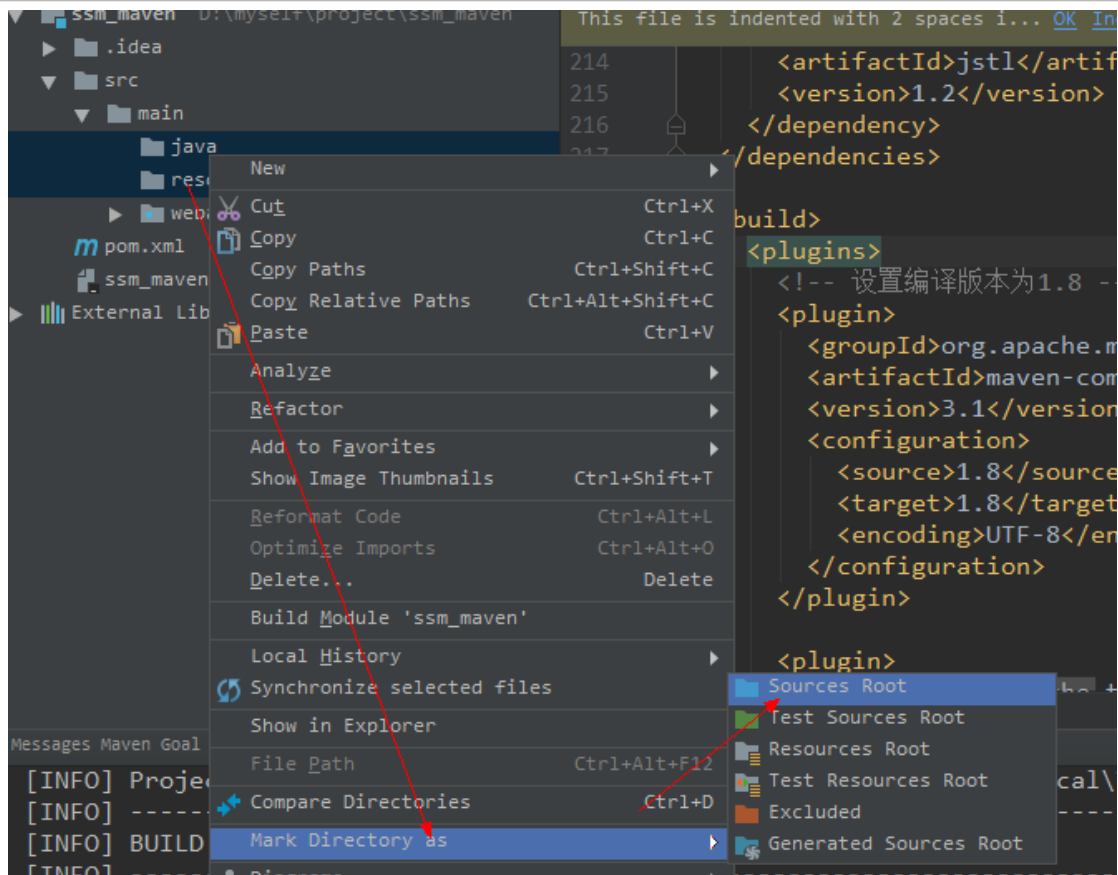 ssm_maven D:\myself\project\ssm_maven
.idea
src
main
java
pom.xml
ssm_maven
External Lib
This file is indented with 2 spaces i... OK
214 <artifactId>jstl</artif
215 <version>1.2</version>
216 </dependency>
217 </dependencies>
build>
<plugins>
<!-- 设置编译版本为1.8 -
<plugin>
<groupId>org.apache.m
<artifactId>maven-com
<version>3.1</version
<configuration>
<source>1.8</source
<target>1.8</target
<encoding>UTF-8</en
</configuration>
</plugin>
<plugin>
New
Cut Ctrl+X
Copy Ctrl+C
Copy Paths Ctrl+Shift+C
Copy Relative Paths Ctrl+Alt+Shift+C
Paste Ctrl+V
Analyze
Refactor
Add to Favorites
Show Image Thumbnails Ctrl+Shift+T
Reformat Code Ctrl+Alt+L
Optimize Imports Ctrl+Alt+O
Delete... Delete
Build Module 'ssm_maven'
Local History
Synchronize selected files
Show in Explorer
File Path Ctrl+Alt+F12
Compare Directories Ctrl+D
Mark Directory as
Sources Root
Test Sources Root
Resources Root
Test Resources Root
Excluded
Generated Sources Root
Messages Maven Goal
[INFO] Projec
cal\
[INFO] -----
----
[INFO] BUILD
[INFO] -----